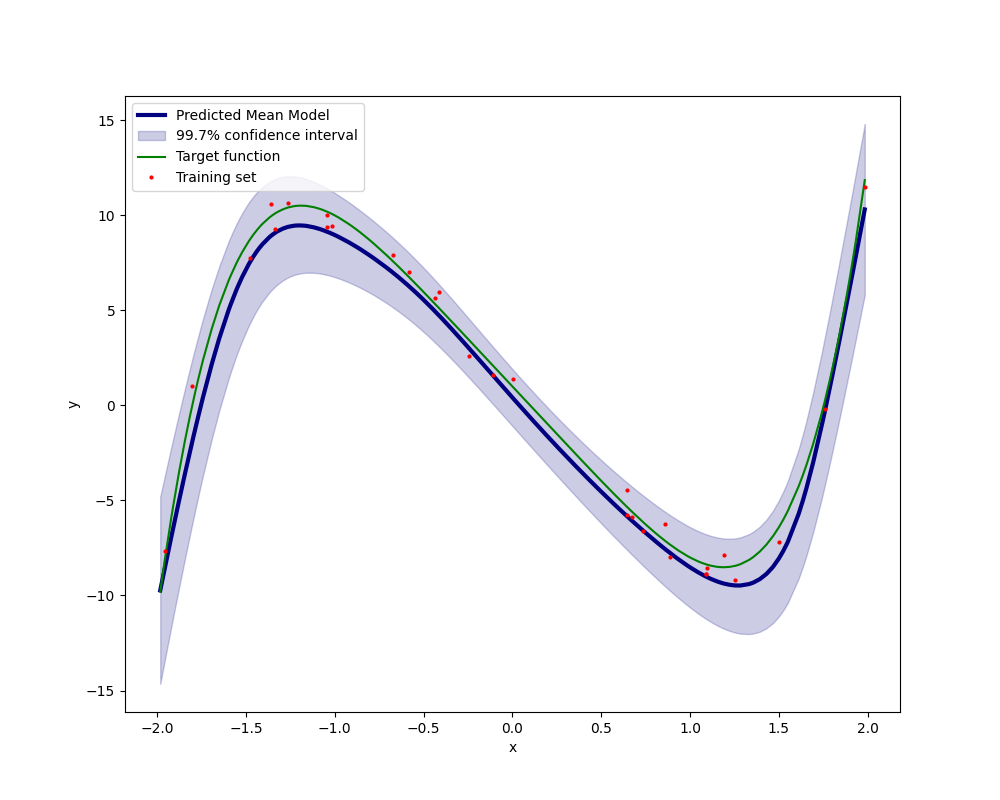 Predicted Mean Model
99.7% confidence interval
Target function
Training set
15
10
5
0
−5
−10
−15
y
−2.0 −1.5 −1.0 −0.5 0.0 0.5 1.0 1.5 2.0
x